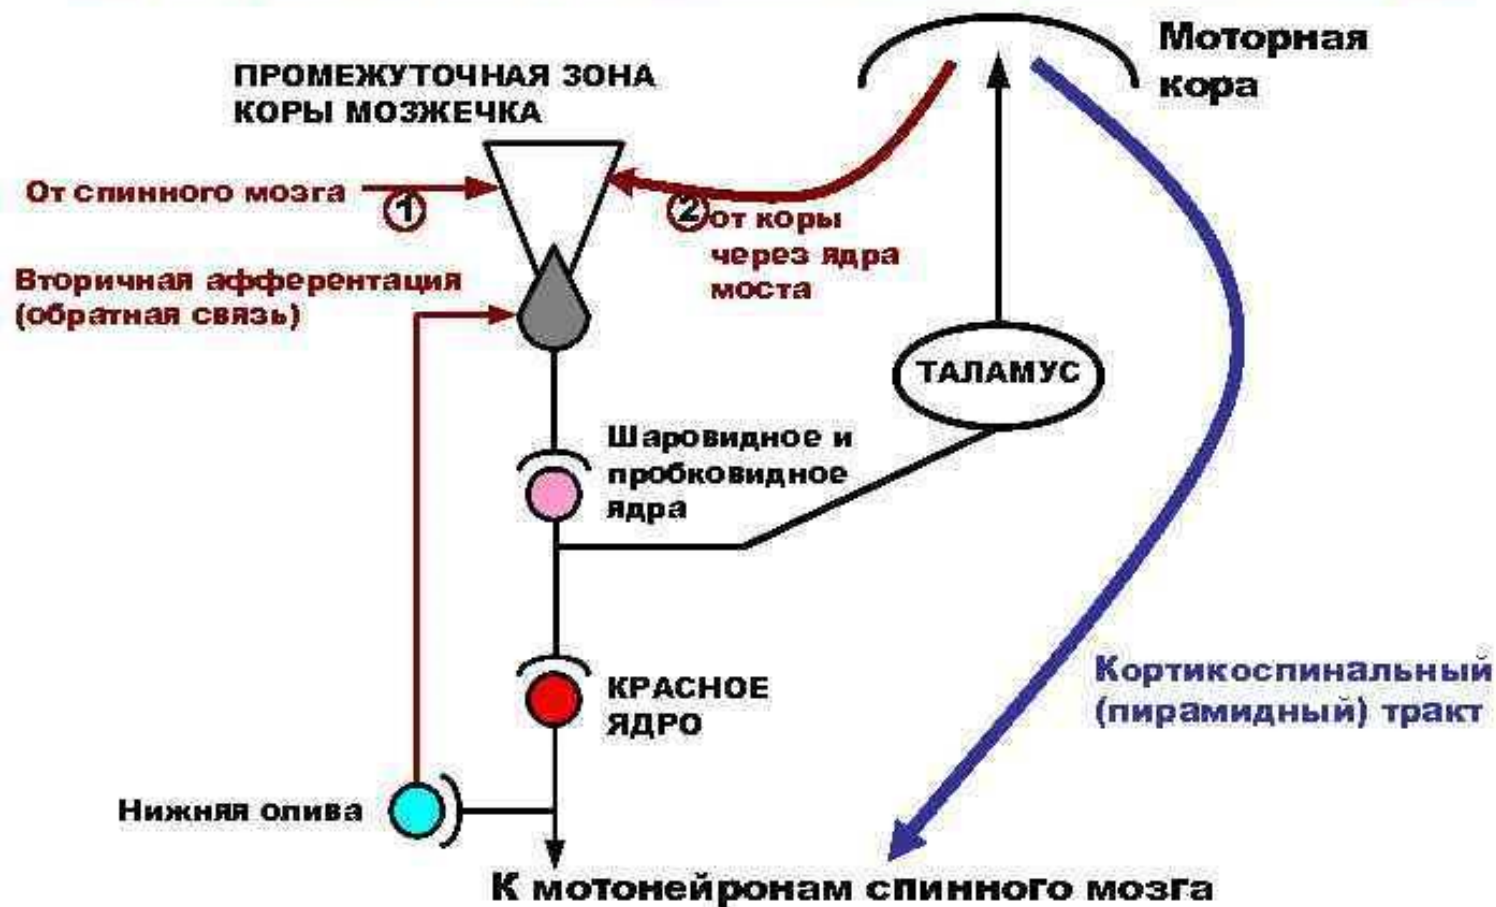 Моторная
кора
ПРОМЕЖУТОЧНАЯ ЗОНА
КОРЫ МОЗЖЕЧКА
От спинного мозга
1
2
от коры
через ядра
моста
Вторичная афферентация
(обратная связь)
ТАЛАМУС
Шаровидное и
пробковидное
ядра
КРАСНОЕ
ЯДРО
Кортикоспинальный
(пирамидный) тракт
Нижняя олива
К мотонейронам спинного мозга